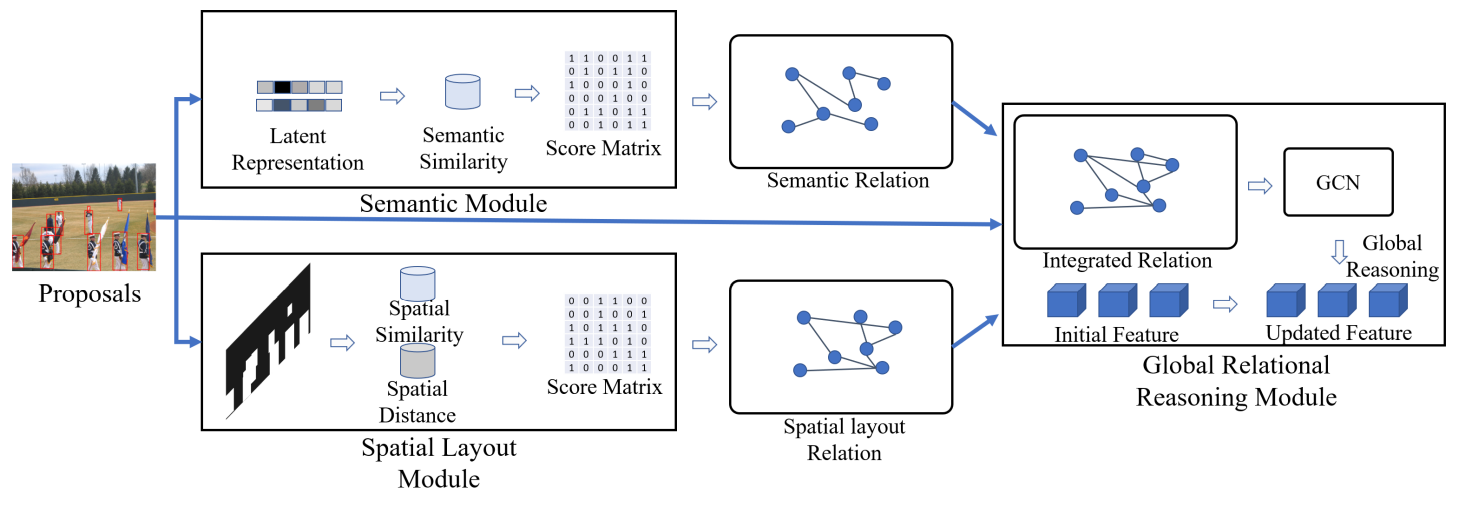 Proposals
Latent
Representation
Semantic
Similarity
1 1 0 0 1 1
0 1 0 1 1 0
1 0 0 0 1 0
0 0 0 1 0 0
0 1 1 0 1 1
0 0 1 0 1 1
Score Matrix
Semantic Module
Semantic Relation
Spatial
Similarity
Spatial
Distance
0 0 1 1 0 0
0 0 1 0 0 1
1 0 1 1 1 0
1 1 1 0 1 0
0 0 0 1 1 1
1 0 0 0 1 1
Score Matrix
Spatial Layout
Module
Spatial layout
Relation
Integrated Relation
GCN
Global
Reasoning
Initial Feature
Updated Feature
Global Relational
Reasoning Module